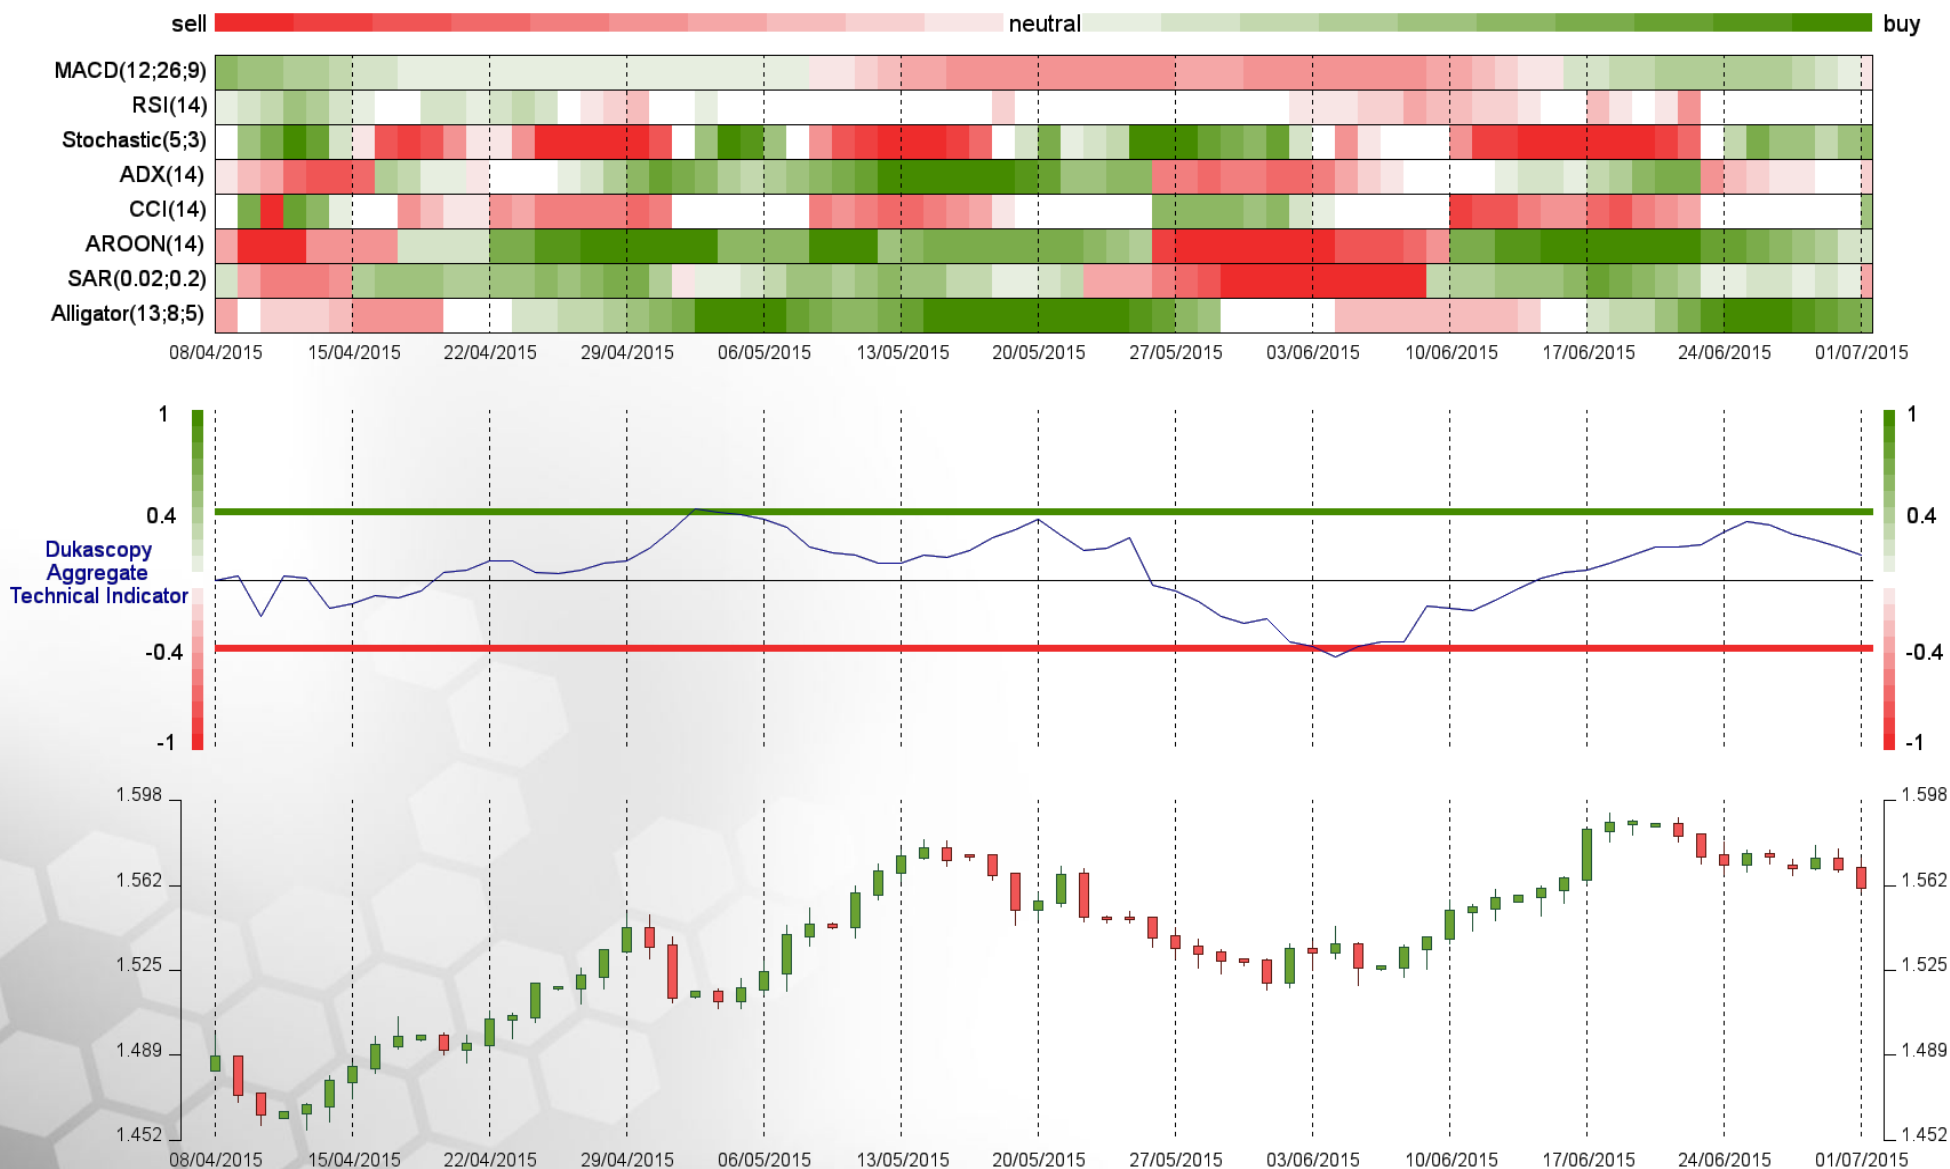 sell neutral buy
MACD(12;26;9)
RSI(14)
Stochastic(5;3)
ADX(14)
CCI(14)
AROON(14)
SAR(0.02;0.2)
Alligator(13;8;5)
08/04/2015 15/04/2015 22/04/2015 29/04/2015 06/05/2015 13/05/2015 20/05/2015 27/05/2015 03/06/2015 10/06/2015 17/06/2015 24/06/2015 01/07/2015
1 1
0.4 0.4
Dukascopy
Aggregate
Technical Indicator
-0.4 -0.4
-1 -1
1.598 1.598
1.562 1.562
1.525 1.525
1.489 1.489
1.452 1.452
08/04/2015 15/04/2015 22/04/2015 29/04/2015 06/05/2015 13/05/2015 20/05/2015 27/05/2015 03/06/2015 10/06/2015 17/06/2015 24/06/2015 01/07/2015